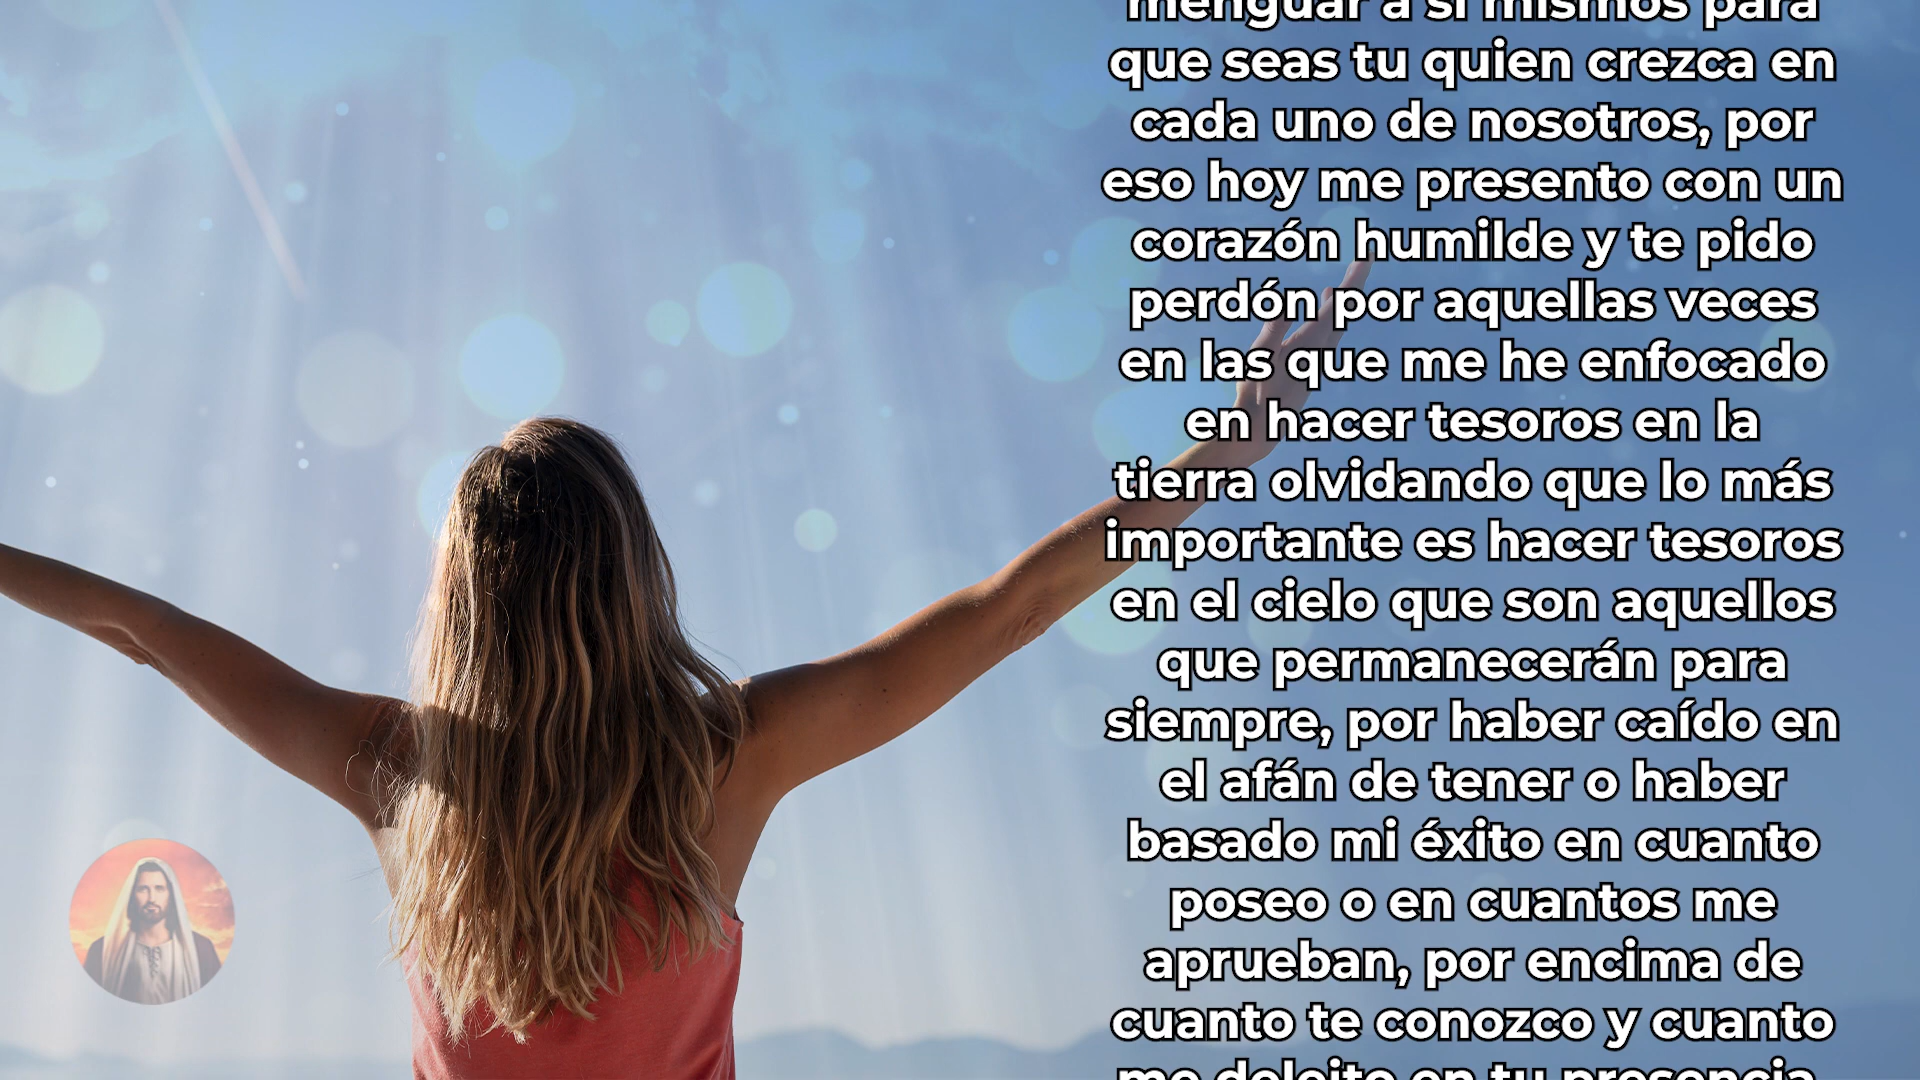 menguar a si mismos para
que seas tu quien crezca en
cada uno de nosotros, por
eso hoy me presento con un
corazón humilde y te pido
perdón por aquellas veces
en las que me he enfocado
en hacer tesoros en la
tierra olvidando que lo más
importante es hacer tesoros
en el cielo que son aquellos
que permanecerán para
siempre, por haber caído en
el afán de tener o haber
basado mi éxito en cuanto
poseo o en cuantos me
aprueban, por encima de
cuanto te conozco y cuanto
me deleito en tu presencia